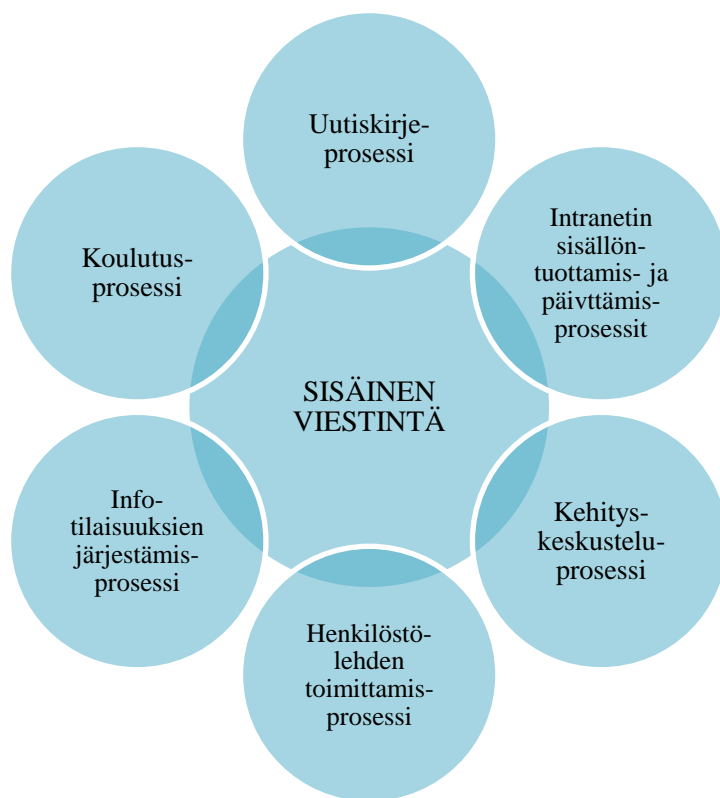 Uutiskirje-
prosessi
Intranetin
sisällön-
tuottamis- ja
päivttämis-
prosessit
Koulutus-
prosessi
SISÄINEN
VIESTINTÄ
Kehitys-
keskustelu-
prosessi
Info-
tilaisuuksien
järjestämis-
prosessi
Henkilöstö-
lehden
toimittamis-
prosessi